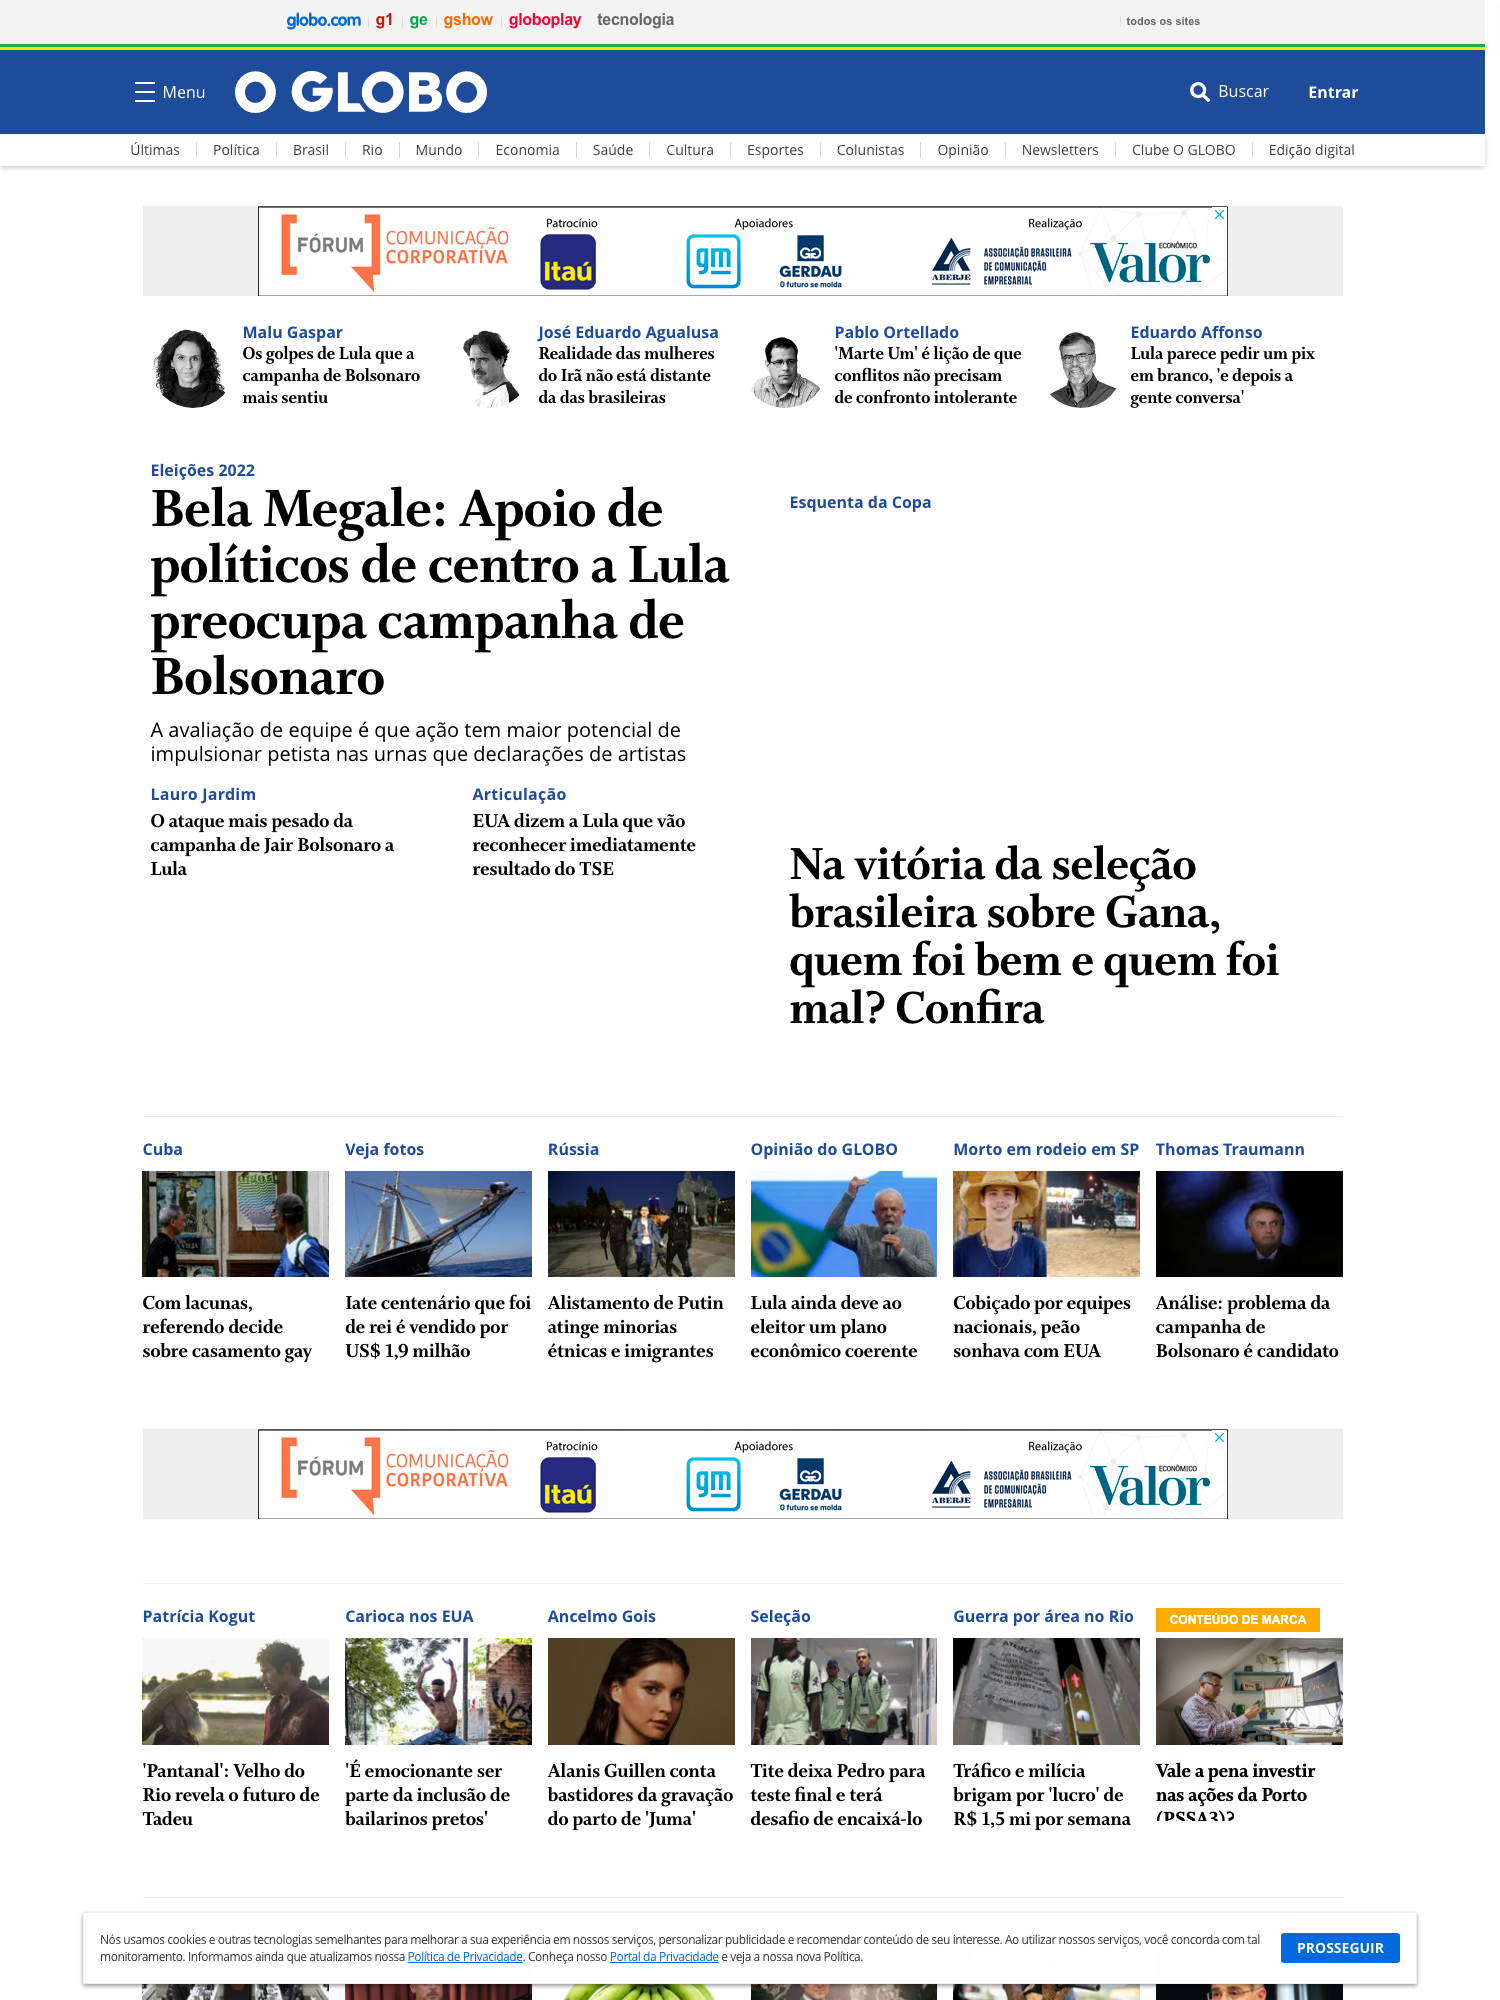 globo.com g1 ge gshow globoplay tecnologia todos os sites
Menu O GLOBO Buscar Entrar
Últimas Política Brasil Rio Mundo Economia Saúde Cultura Esportes Colunistas Opinião Newsletters Clube O GLOBO Edição digital
FÓRUM COMUNICAÇÃO CORPORATIVA
Patrocínio
Itaú
Apoiadores
gm
GERDAU
O futuro se molda
Realização
ABERJE
ASSOCIAÇÃO BRASILEIRA
DE COMUNICAÇÃO
EMPRESARIAL
Valor ECONÔMICO
Malu Gaspar
Os golpes de Lula que a
campanha de Bolsonaro
mais sentiu
José Eduardo Agualusa
Realidade das mulheres
do Irã não está distante
da das brasileiras
Pablo Ortellado
'Marte Um' é lição de que
conflitos não precisam
de confronto intolerante
Eduardo Affonso
Lula parece pedir um pix
em branco, 'e depois a
gente conversa'
Eleições 2022
Bela Megale: Apoio de
políticos de centro a Lula
preocupa campanha de
Bolsonaro
A avaliação de equipe é que ação tem maior potencial de
impulsionar petista nas urnas que declarações de artistas
Lauro Jardim
O ataque mais pesado da
campanha de Jair Bolsonaro a
Lula
Articulação
EUA dizem a Lula que vão
reconhecer imediatamente
resultado do TSE
Esquenta da Copa
Na vitória da seleção
brasileira sobre Gana,
quem foi bem e quem foi
mal? Confira
Cuba
Com lacunas,
referendo decide
sobre casamento gay
Veja fotos
Iate centenário que foi
de rei é vendido por
US$ 1,9 milhão
Rússia
Alistamento de Putin
atinge minorias
étnicas e imigrantes
Opinião do GLOBO
Lula ainda deve ao
eleitor um plano
econômico coerente
Morto em rodeio em SP
Cobiçado por equipes
nacionais, peão
sonhava com EUA
Thomas Traumann
Análise: problema da
campanha de
Bolsonaro é candidato
FÓRUM COMUNICAÇÃO CORPORATIVA
Patrocínio
Itaú
Apoiadores
gm
GERDAU
O futuro se molda
Realização
ABERJE
ASSOCIAÇÃO BRASILEIRA
DE COMUNICAÇÃO
EMPRESARIAL
Valor ECONÔMICO
Patrícia Kogut
'Pantanal': Velho do
Rio revela o futuro de
Tadeu
Carioca nos EUA
'É emocionante ser
parte da inclusão de
bailarinos pretos'
Ancelmo Gois
Alanis Guillen conta
bastidores da gravação
do parto de 'Juma'
Seleção
Tite deixa Pedro para
teste final e terá
desafio de encaixá-lo
Guerra por área no Rio
ATENÇÃO
Tráfico e milícia
brigam por 'lucro' de
R$ 1,5 mi por semana
CONTEÚDO DE MARCA
Vale a pena investir
nas ações da Porto
(PSSA3)?
Nós usamos cookies e outras tecnologias semelhantes para melhorar a sua experiência em nossos serviços, personalizar publicidade e recomendar conteúdo de seu interesse. Ao utilizar nossos serviços, você concorda com tal
monitoramento. Informamos ainda que atualizamos nossa Política de Privacidade. Conheça nosso Portal da Privacidade e veja a nossa nova Política.
PROSSEGUIR